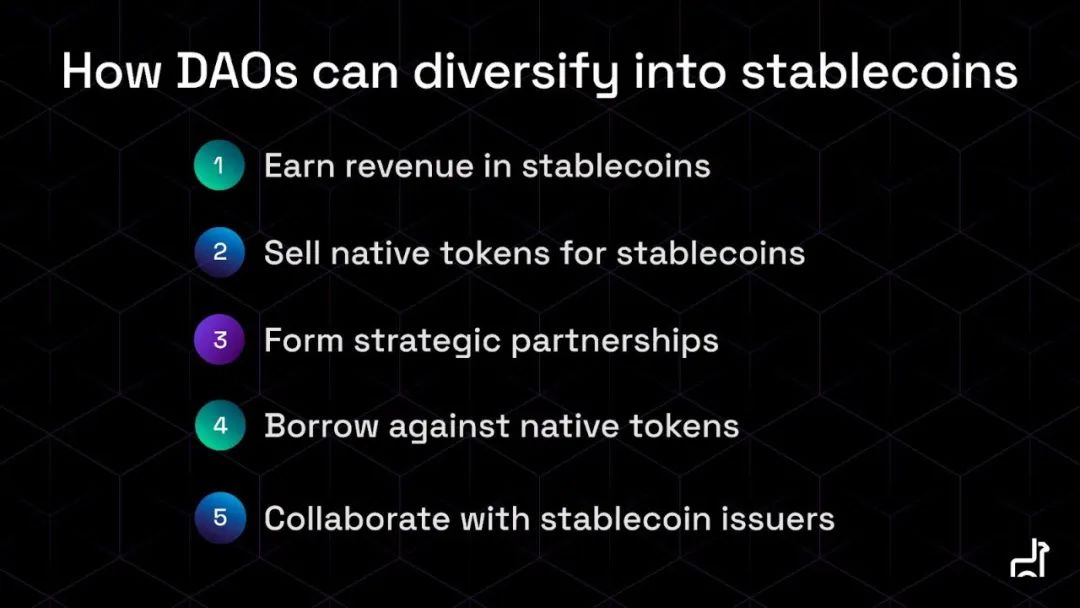 How DAOs can diversify into stablecoins
1 Earn revenue in stablecoins
2 Sell native tokens for stablecoins
3 Form strategic partnerships
4 Borrow against native tokens
5 Collaborate with stablecoin issuers